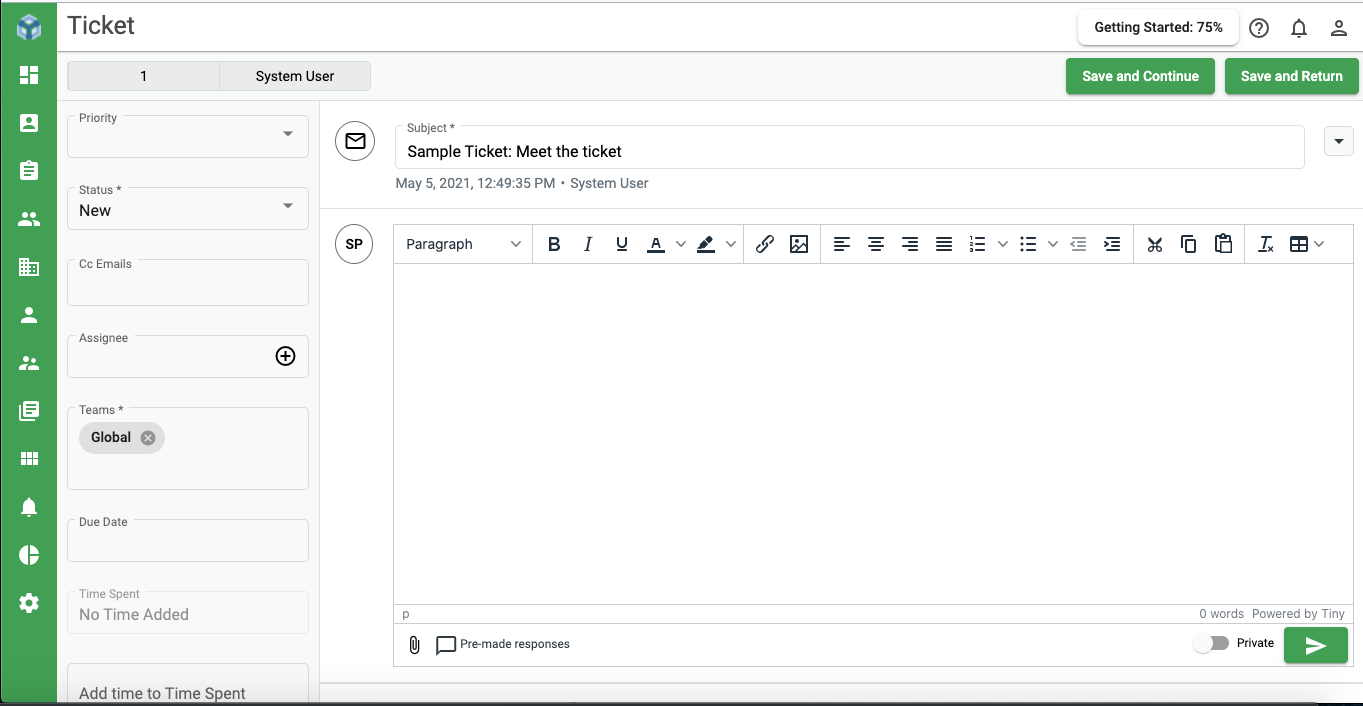 Ticket
Getting Started: 75%
1 System User
Save and Continue Save and Return
Priority
Status *
New
Cc Emails
Assignee
Teams *
Global
Due Date
Time Spent
No Time Added
Add time to Time Spent
Subject *
Sample Ticket: Meet the ticket
May 5, 2021, 12:49:35 PM • System User
SP
Paragraph B I U A
p 0 words Powered by Tiny
Pre-made responses Private